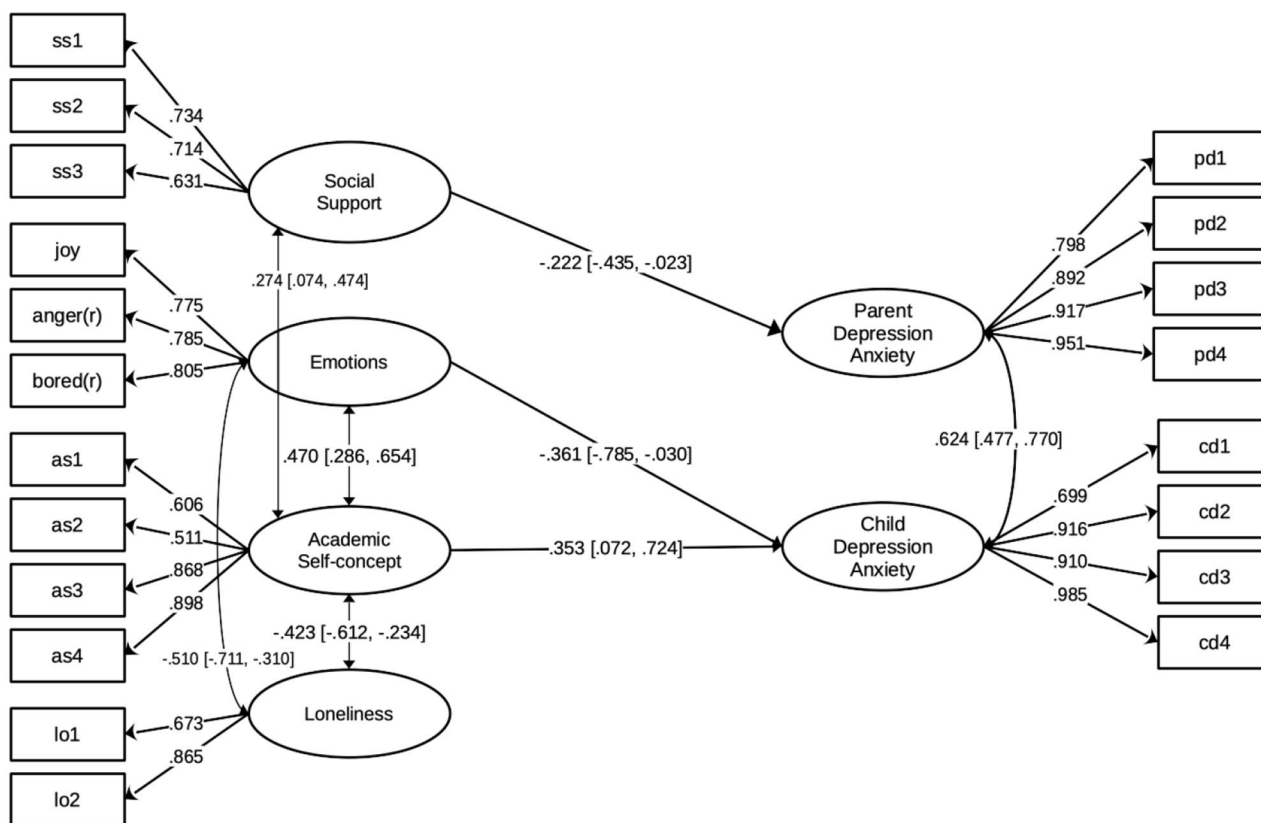 ss1
ss2
ss3
joy
anger(r)
bored(r)
as1
as2
as3
as4
lo1
lo2
.734
.714
.631
.775
.785
.805
.606
.511
.868
.898
.673
.865
Social
Support
Emotions
Academic
Self-concept
Loneliness
.274 [.074, .474]
.470 [.286, .654]
-.423 [-.612, -.234]
-.510 [-.711, -.310]
-.222 [-.435, -.023]
-.361 [-.785, -.030]
.353 [.072, .724]
Parent
Depression
Anxiety
Child
Depression
Anxiety
.624 [.477, .770]
.798
.892
.917
.951
.699
.916
.910
.985
pd1
pd2
pd3
pd4
cd1
cd2
cd3
cd4